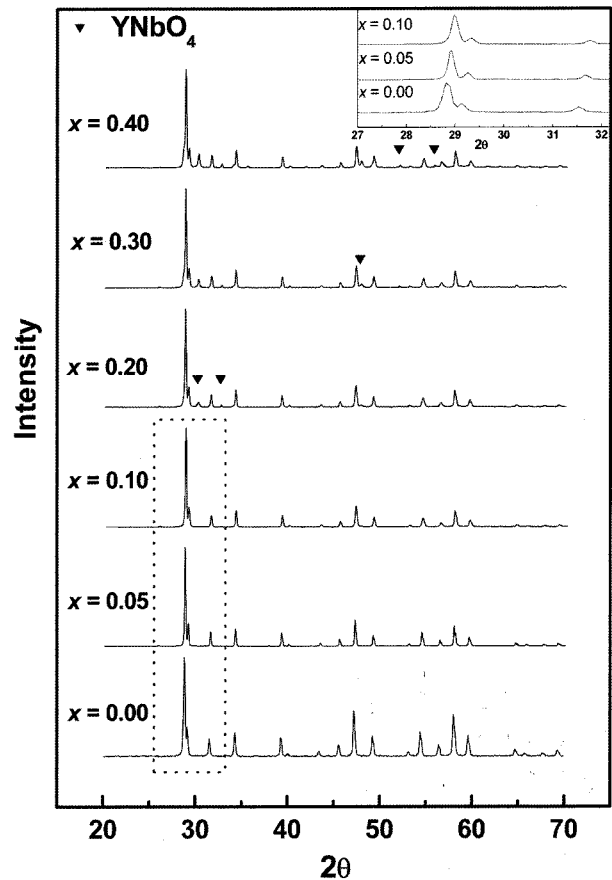 ▼ YNbO₄
x = 0.10
x = 0.05
x = 0.00
27 28 29 30 31 32
2θ
x = 0.40
x = 0.30
x = 0.20
x = 0.10
x = 0.05
x = 0.00
Intensity
20 30 40 50 60 70
2θ